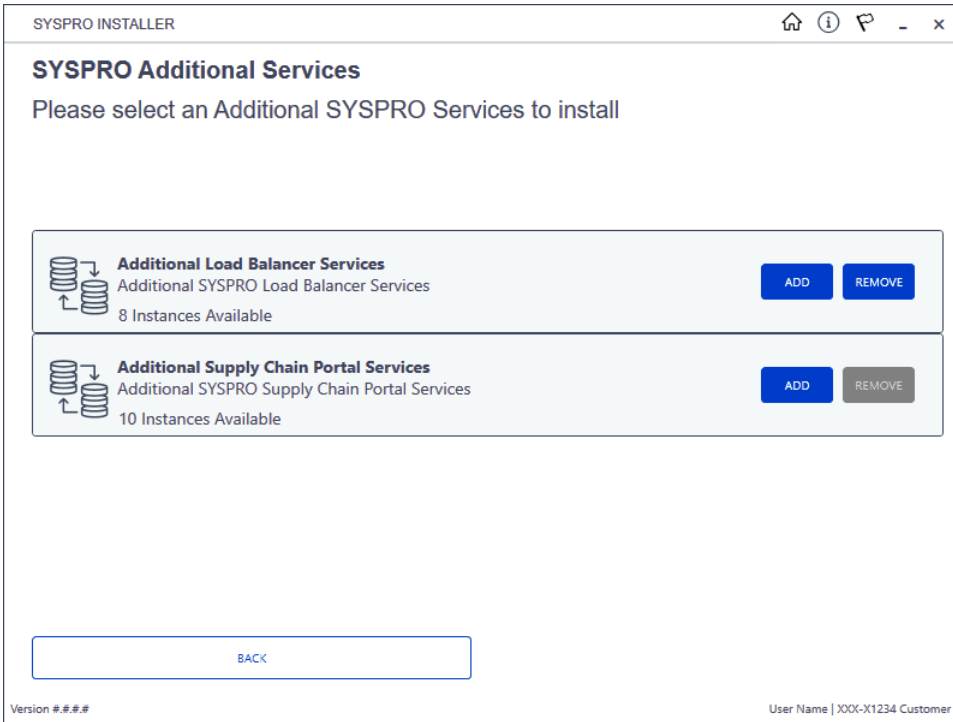 SYSPRO INSTALLER
SYSPRO Additional Services
Please select an Additional SYSPRO Services to install
Additional Load Balancer Services
Additional SYSPRO Load Balancer Services
8 Instances Available
ADD
REMOVE
Additional Supply Chain Portal Services
Additional SYSPRO Supply Chain Portal Services
10 Instances Available
ADD
REMOVE
BACK
Version #.#.#.#
User Name | XXX-X1234 Customer